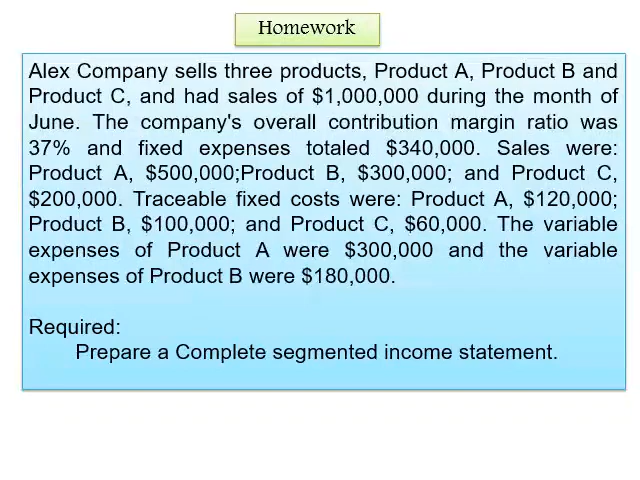 Homework
Alex Company sells three products, Product A, Product B and
Product C, and had sales of $1,000,000 during the month of
June. The company's overall contribution margin ratio was
37% and fixed expenses totaled $340,000. Sales were:
Product A, $500,000;Product B, $300,000; and Product C,
$200,000. Traceable fixed costs were: Product A, $120,000;
Product B, $100,000; and Product C, $60,000. The variable
expenses of Product A were $300,000 and the variable
expenses of Product B were $180,000.
Required:
Prepare a Complete segmented income statement.